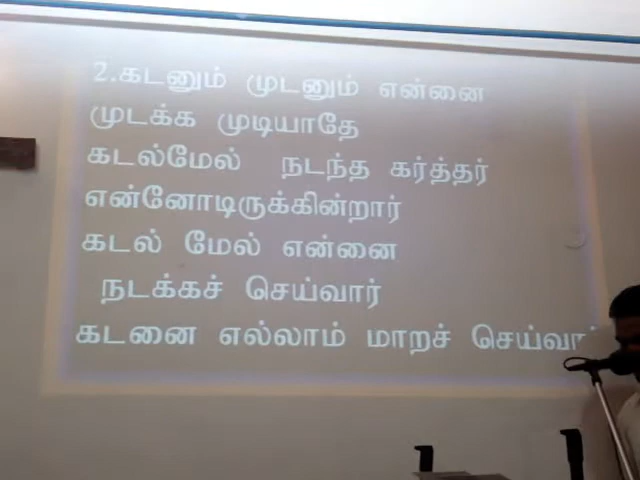 2.கடனும் முடனும் என்னை
முடக்க முடியாதே
கடல்மேல் நடந்த கர்த்தர்
என்னோடிருக்கின்றார்
கடல் மேல் என்னை
நடக்கச் செய்வார்
கடனை எல்லாம் மாறச் செய்வார்